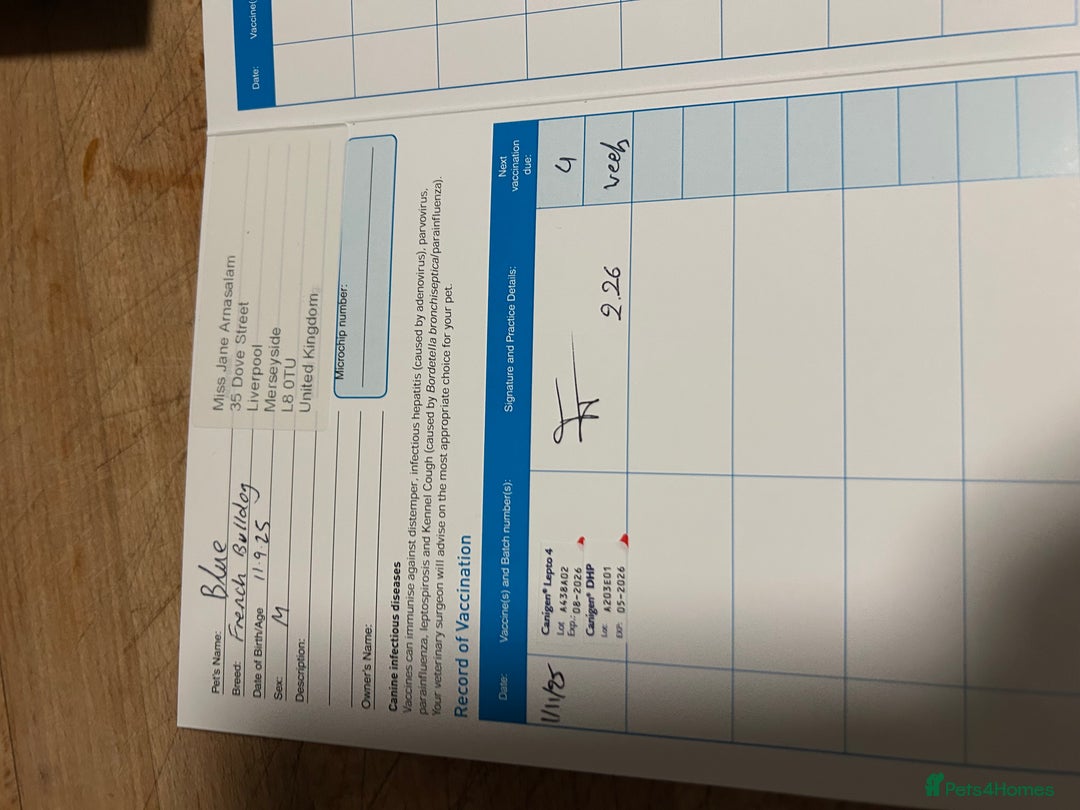 Pet's Name: Blue
Breed: French Bulldog
Date of Birth/Age 11.9.25
Sex: M
Description:
Miss Jane Arnasalam
35 Dove Street
Liverpool
Merseyside
L8 0TU
United Kingdom
Microchip number:
Owner's Name:
Canine infectious diseases
Vaccines can immunise against distemper, infectious hepatitis (caused by adenovirus), parvovirus,
parainfluenza, leptospirosis and Kennel Cough (caused by Bordetella bronchiseptica/parainfluenza).
Your veterinary surgeon will advise on the most appropriate choice for your pet.
Record of Vaccination
Date: Vaccine(s) and Batch number(s): Signature and Practice Details: Next vaccination due:
1/11/25
Canigen® Lepto 4
Lot A438A02
Exp.: 08-2026
Canigen® DHP
Lot: A203E01
EXP: 05-2026
2.26
4
weeks
Date: Vaccine(
Pets4Homes